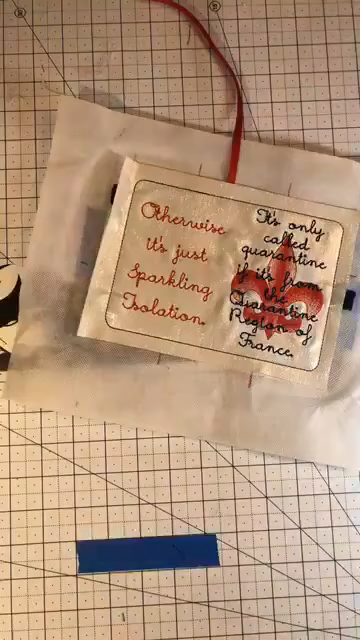 Otherwise
it's just
Sparkling
Isolation.
It's only
called
quarantine
if it's from
the
Quarantine
Region of
France.